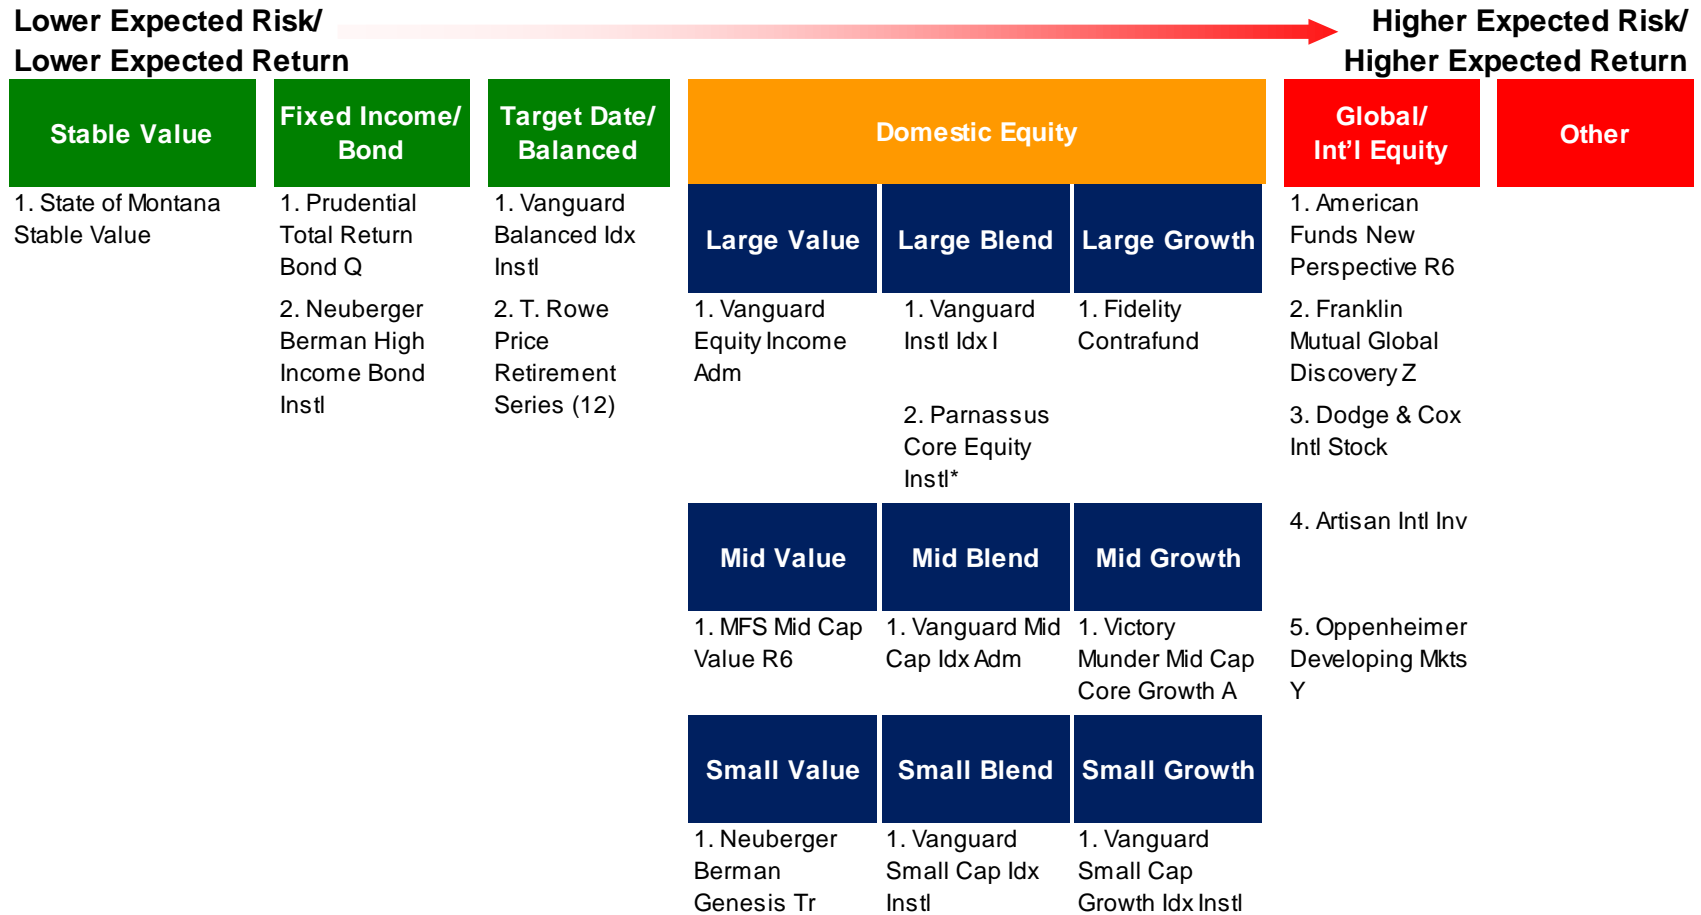 Lower Expected Risk/
Lower Expected Return
Higher Expected Risk/
Higher Expected Return
Stable Value
Fixed Income/
Bond
Target Date/
Balanced
Domestic Equity
Global/
Int'l Equity
Other
1. State of Montana
Stable Value
1. Prudential
Total Return
Bond Q
2. Neuberger
Berman High
Income Bond
Instl
1. Vanguard
Balanced Idx
Instl
2. T. Rowe
Price
Retirement
Series (12)
Large Value
Large Blend
Large Growth
1. Vanguard
Equity Income
Adm
1. Vanguard
Instl Idx I
2. Parnassus
Core Equity
Instl*
1. Fidelity
Contrafund
Mid Value
Mid Blend
Mid Growth
1. MFS Mid Cap
Value R6
1. Vanguard Mid
Cap Idx Adm
1. Victory
Munder Mid Cap
Core Growth A
Small Value
Small Blend
Small Growth
1. Neuberger
Berman
Genesis Tr
1. Vanguard
Small Cap Idx
Instl
1. Vanguard
Small Cap
Growth Idx Instl
1. American
Funds New
Perspective R6
2. Franklin
Mutual Global
Discovery Z
3. Dodge & Cox
Intl Stock
4. Artisan Intl Inv
5. Oppenheimer
Developing Mkts
Y